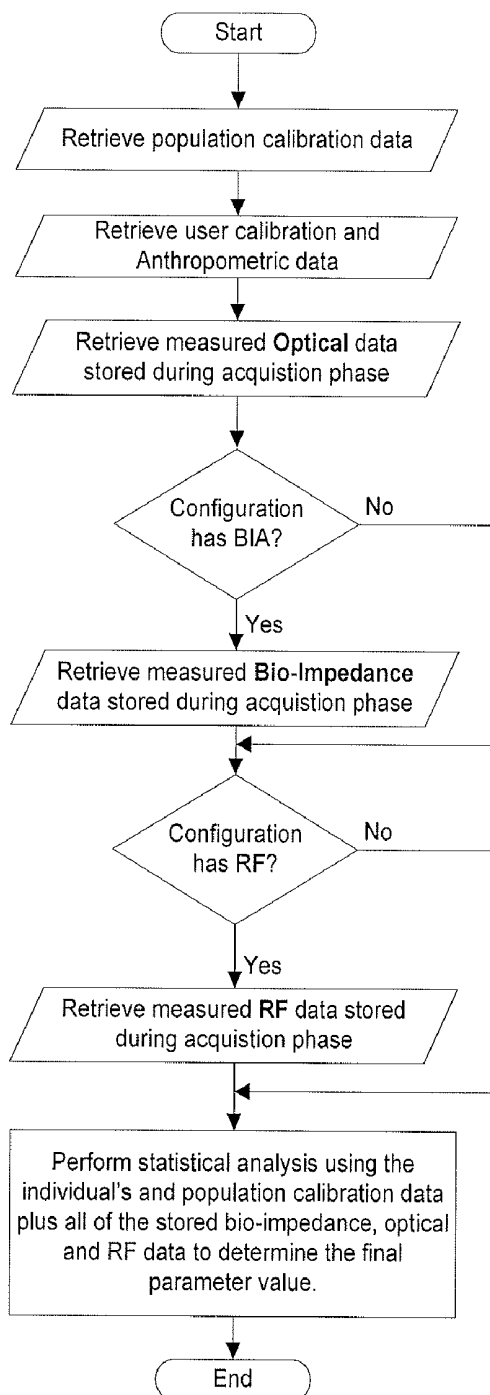 Start
Retrieve population calibration data
Retrieve user calibration and
Anthropometric data
Retrieve measured Optical data
stored during acquistion phase
Configuration
has BIA?
No
Yes
Retrieve measured Bio-Impedance
data stored during acquistion phase
Configuration
has RF?
No
Yes
Retrieve measured RF data stored
during acquistion phase
Perform statistical analysis using the
individual's and population calibration data
plus all of the stored bio-impedance, optical
and RF data to determine the final
parameter value.
End